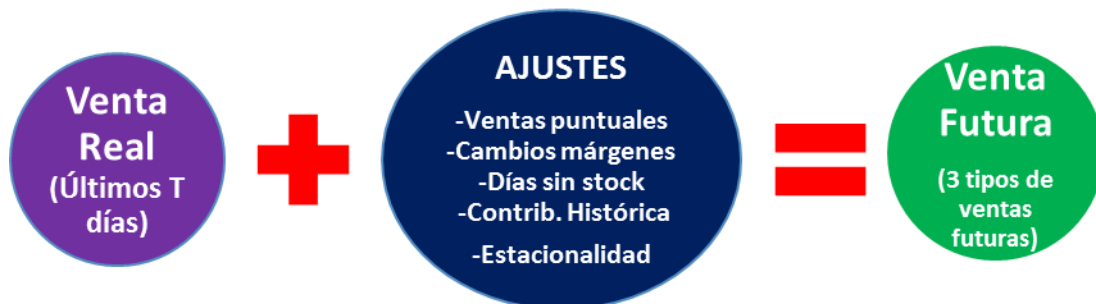 Venta
Real
(Últimos T
días)
AJUSTES
-Ventas puntuales
-Cambios márgenes
-Días sin stock
-Contrib. Histórica
-Estacionalidad
Venta
Futura
(3 tipos de
ventas
futuras)